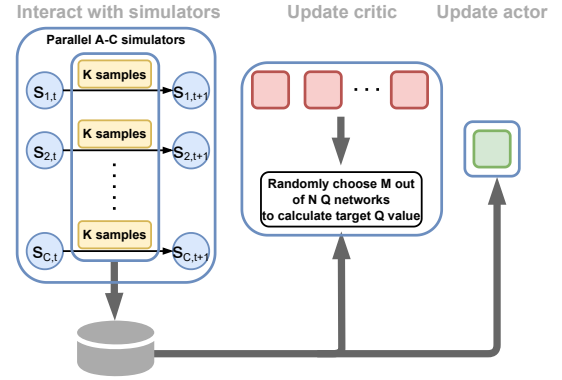 Interact with simulators
Update critic
Update actor
Parallel A-C simulators
S1,t
K samples
S1,t+1
S2,t
K samples
S2,t+1
SC,t
K samples
SC,t+1
Randomly choose M out
of N Q networks
to calculate target Q value